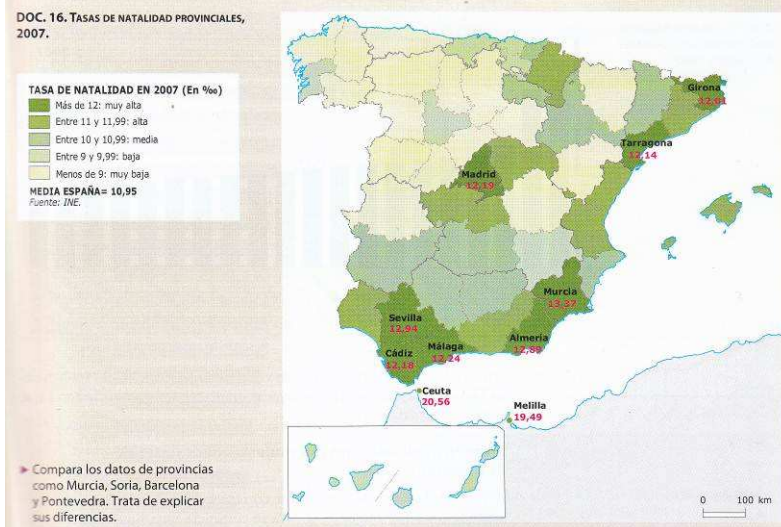 DOC. 16. TASAS DE NATALIDAD PROVINCIALES,
2007.
TASA DE NATALIDAD EN 2007 (En ‰)
Más de 12: muy alta
Entre 11 y 11,99: alta
Entre 10 y 10,99: media
Entre 9 y 9,99: baja
Menos de 9: muy baja
MEDIA ESPAÑA= 10,95
Fuente: INE.
Girona
12,01
Tarragona
12,14
Madrid
12,19
Murcia
13,37
Sevilla
12,94
Almería
12,69
Málaga
12,24
Cádiz
12,18
Ceuta
20,56
Melilla
19,49
▶ Compara los datos de provincias
como Murcia, Soria, Barcelona
y Pontevedra. Trata de explicar
sus diferencias.
0 100 km